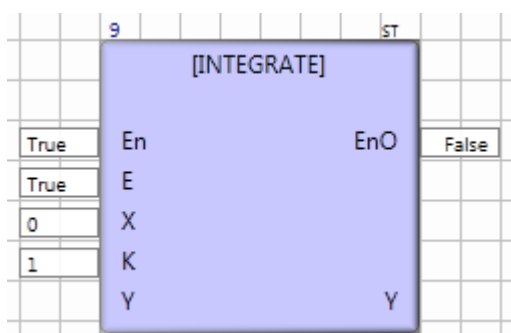 9 ST
[INTEGRATE]
True En EnO False
True E
0 X
1 K
Y Y